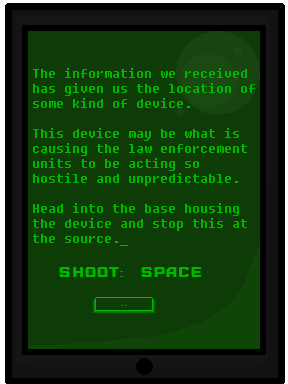 The information we received
has given us the location of
some kind of device.
This device may be what is
causing the law enforcement
units to be acting so
hostile and unpredictable.
Head into the base housing
the device and stop this at
the source._
SHOOT: SPACE